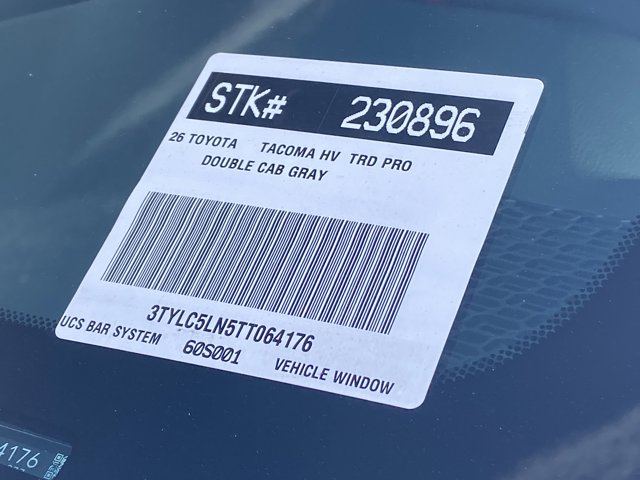 STK# 230896
26 TOYOTA TACOMA HV TRD PRO
DOUBLE CAB GRAY
3TYLC5LN5TT064176
UCS BAR SYSTEM 60S001 VEHICLE WINDOW
4176